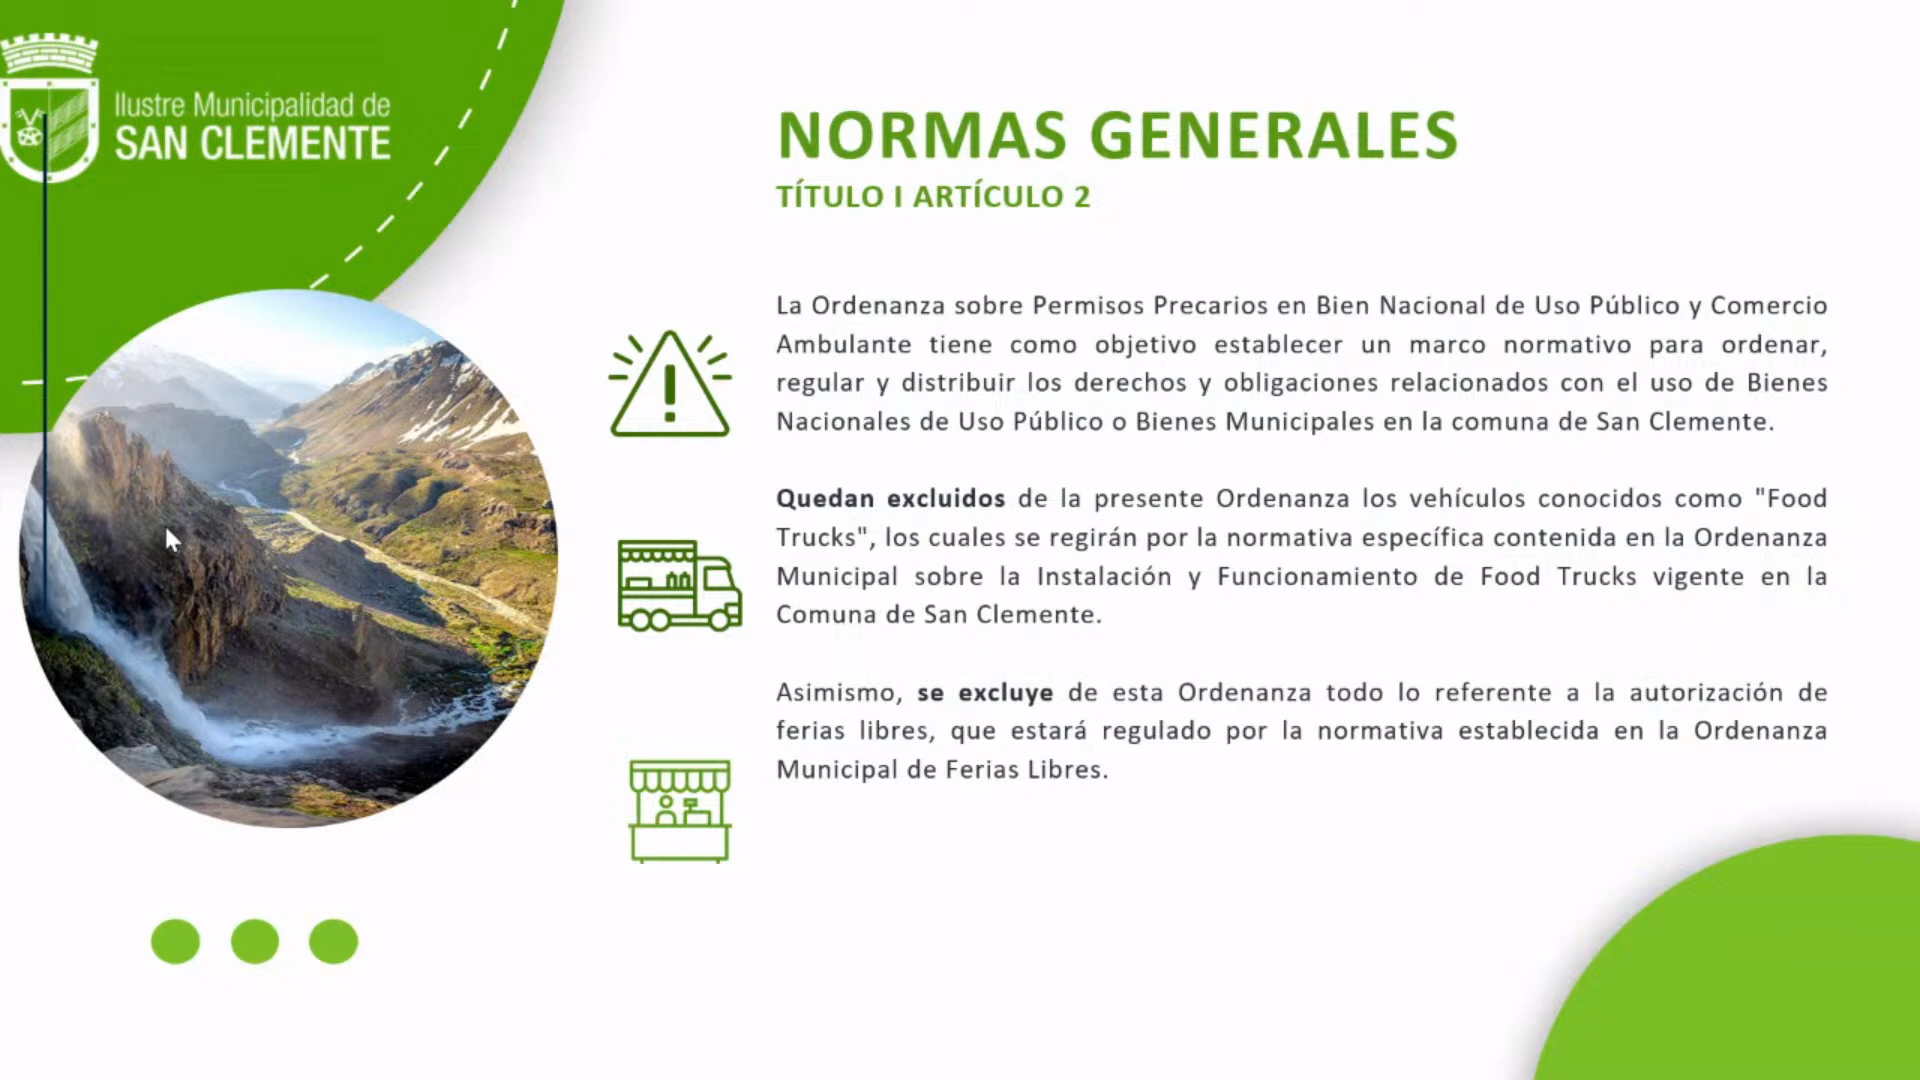 Ilustre Municipalidad de
SAN CLEMENTE
NORMAS GENERALES
TÍTULO I ARTÍCULO 2
La Ordenanza sobre Permisos Precarios en Bien Nacional de Uso Público y Comercio
Ambulante tiene como objetivo establecer un marco normativo para ordenar,
regular y distribuir los derechos y obligaciones relacionados con el uso de Bienes
Nacionales de Uso Público o Bienes Municipales en la comuna de San Clemente.
Quedan excluidos de la presente Ordenanza los vehículos conocidos como "Food
Trucks", los cuales se regirán por la normativa específica contenida en la Ordenanza
Municipal sobre la Instalación y Funcionamiento de Food Trucks vigente en la
Comuna de San Clemente.
Asimismo, se excluye de esta Ordenanza todo lo referente a la autorización de
ferias libres, que estará regulado por la normativa establecida en la Ordenanza
Municipal de Ferias Libres.